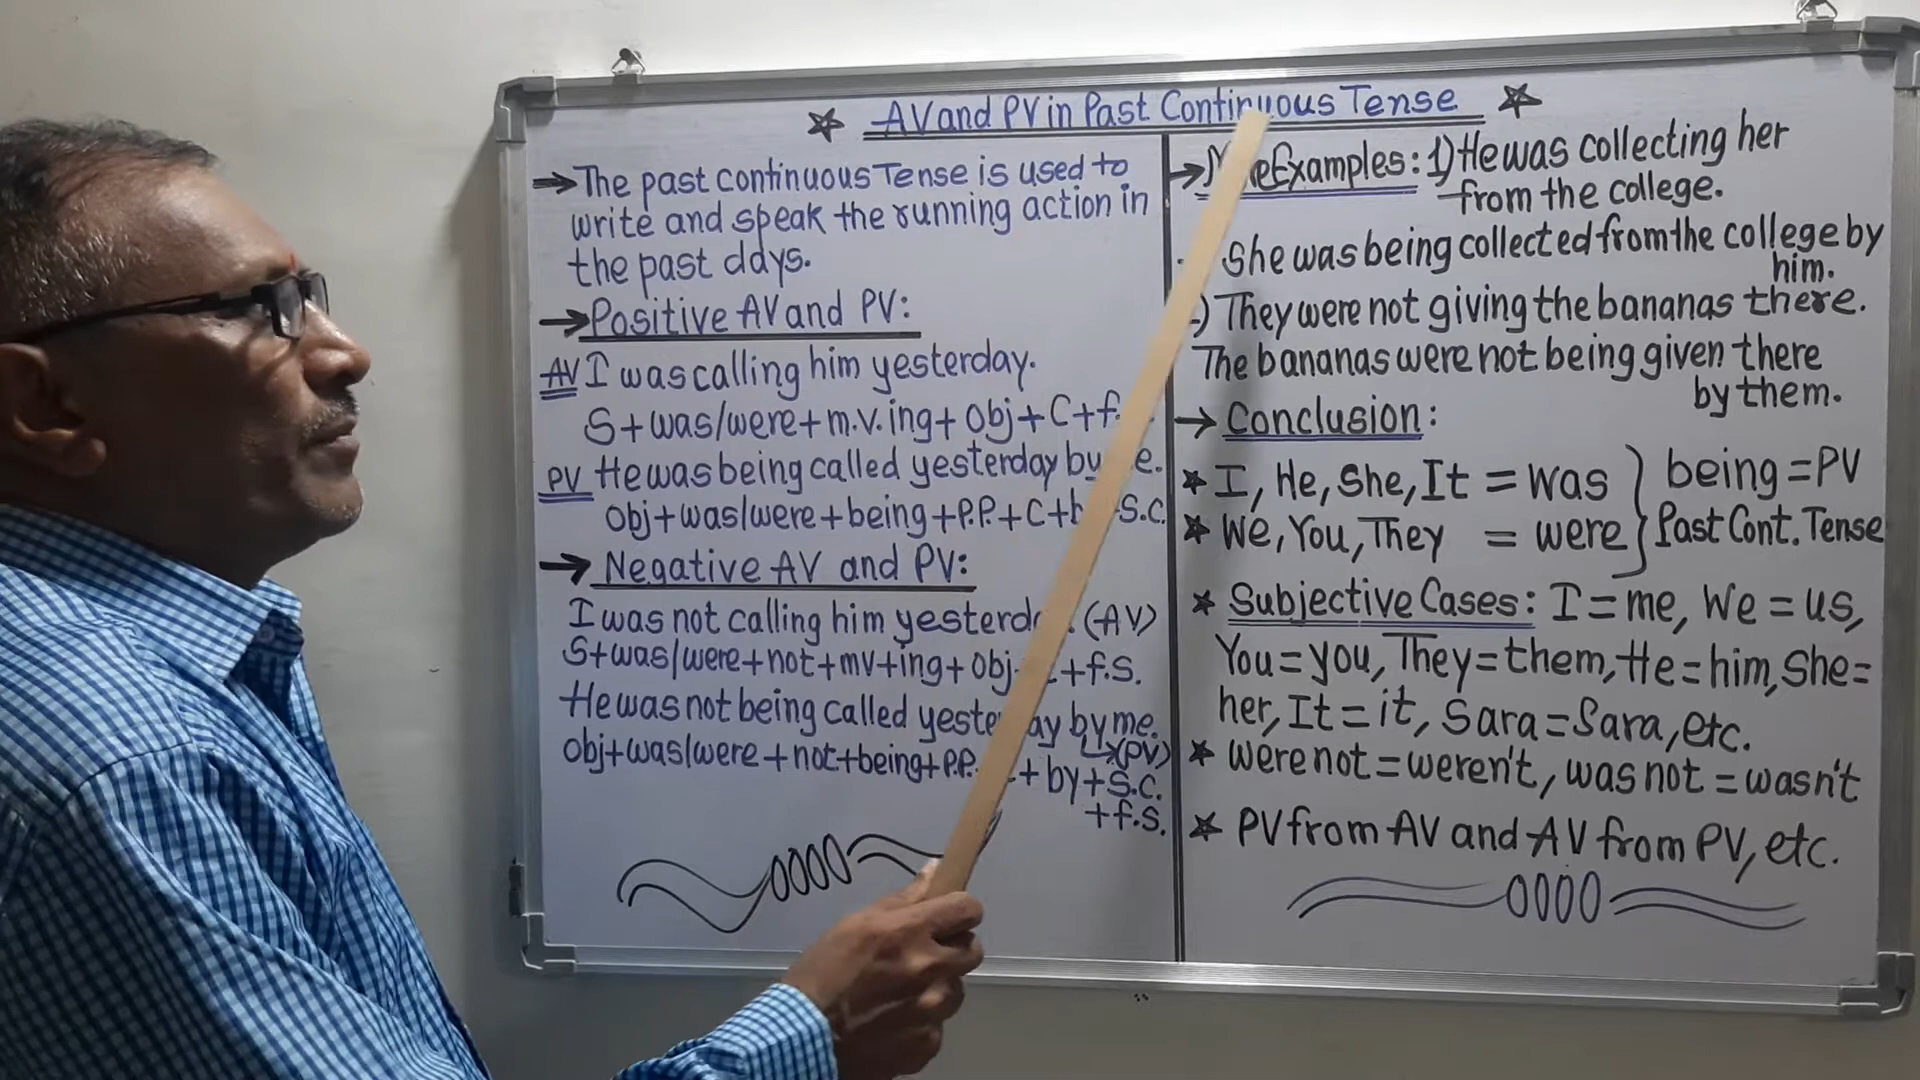 AV and PV in Past Continuous Tense
→ The past continuous Tense is used to
write and speak the running action in
the past days.
→ Positive AV and PV:
AV I was calling him yesterday.
S+was/were+m.v.ing+Obj+C+f.
PV He was being called yesterday by
Obj+was/were+being+P.P.+C+b S.C.
→ Negative AV and PV:
I was not calling him (AV)
S+was/were+not+mv+ing+Obj +f.s.
He was not being called by me.
↳(PV)
obj+was/were+not+being+P.P. +by+S.C.
+f.s.
→ Examples: 1) He was collecting her
from the college.
She was being collected from the college by
him.
) They were not giving the bananas there.
The bananas were not being given there
by them.
→ Conclusion:
★ I, He, She, It = was } being = PV
★ We, You, They = were } Past Cont. Tense
★ Subjective Cases: I = me, We = us,
You = you, They = them, He = him, She =
her, It = it, Sara = Sara, etc.
★ were not = weren't, was not = wasn't
★ PV from AV and AV from PV, etc.